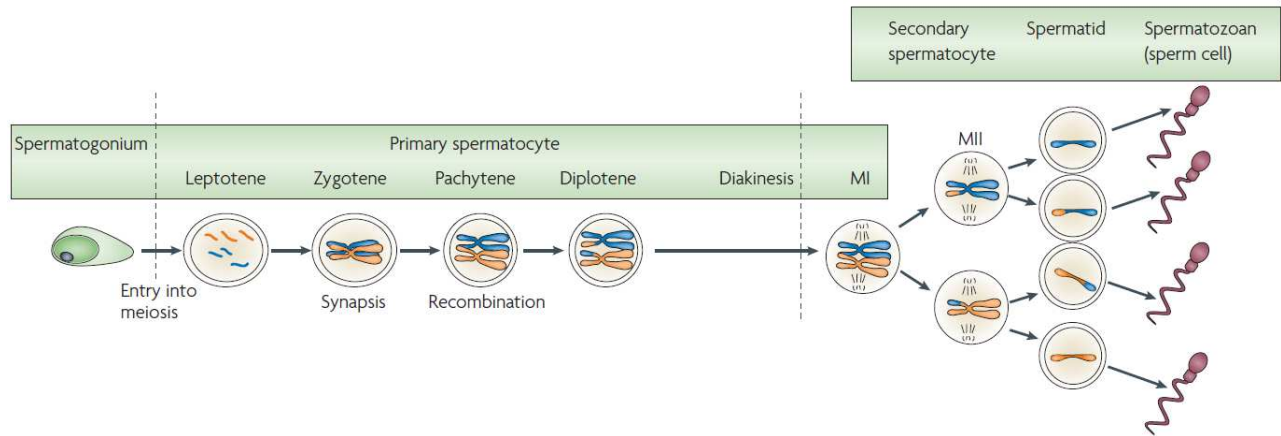 Secondary spermatocyte
Spermatid
Spermatozoan (sperm cell)
Spermatogonium
Primary spermatocyte
Leptotene
Zygotene
Pachytene
Diplotene
Diakinesis
MI
MII
Entry into meiosis
Synapsis
Recombination